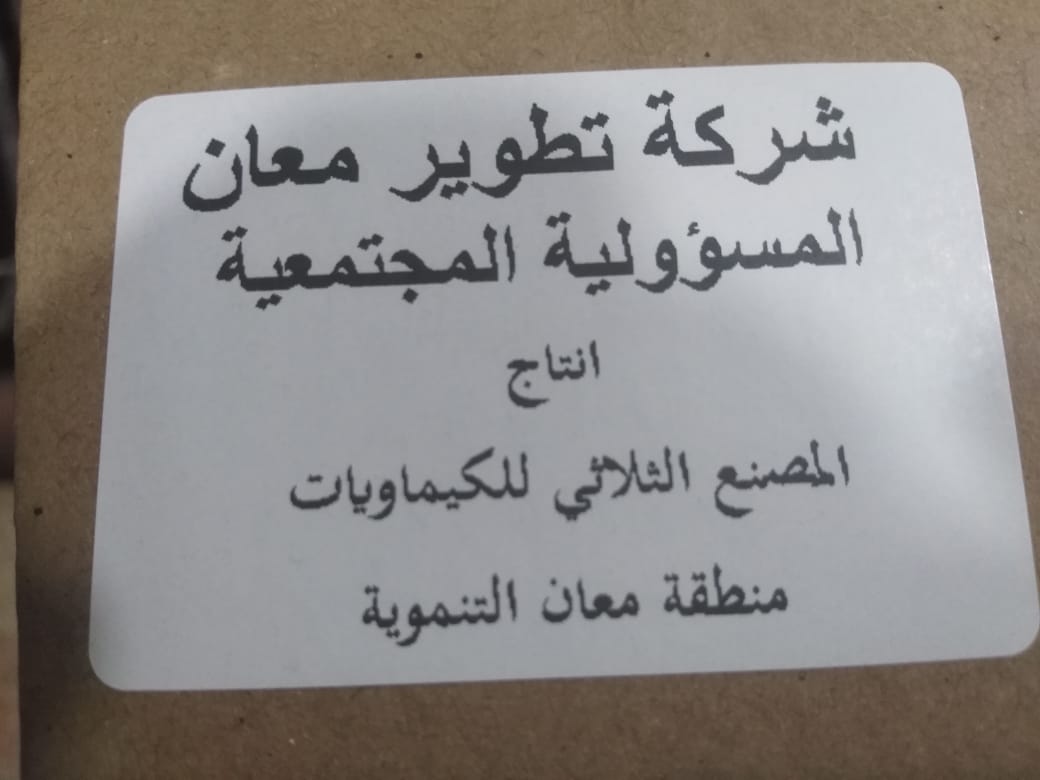 شركة تطوير معان
المسؤولية المجتمعية
انتاج
المصنع الثلاثي للكيماويات
منطقة معان التنموية